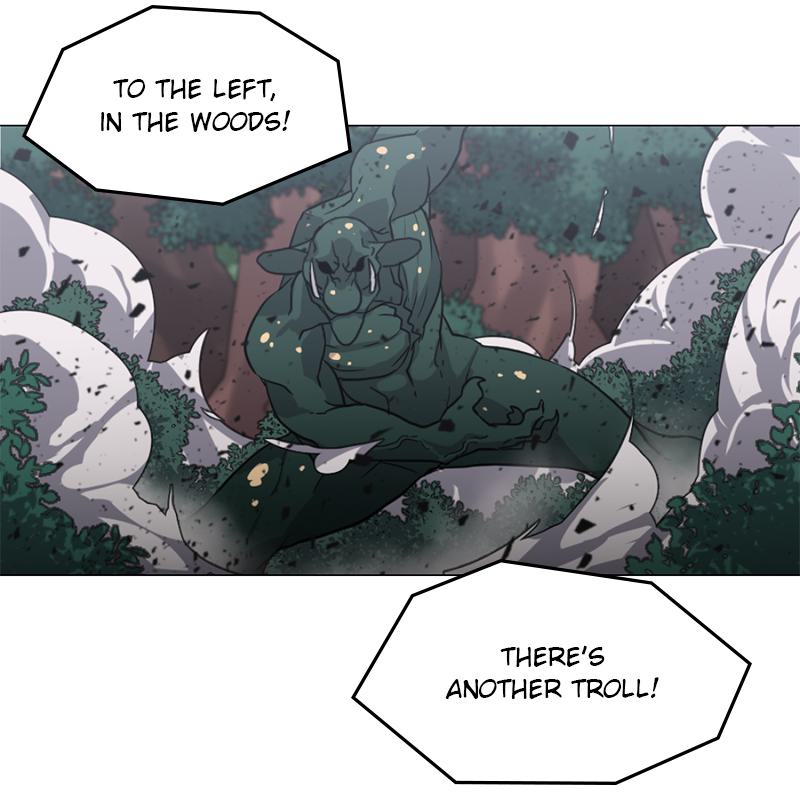 TO THE LEFT,
IN THE WOODS!
THERE'S
ANOTHER TROLL!